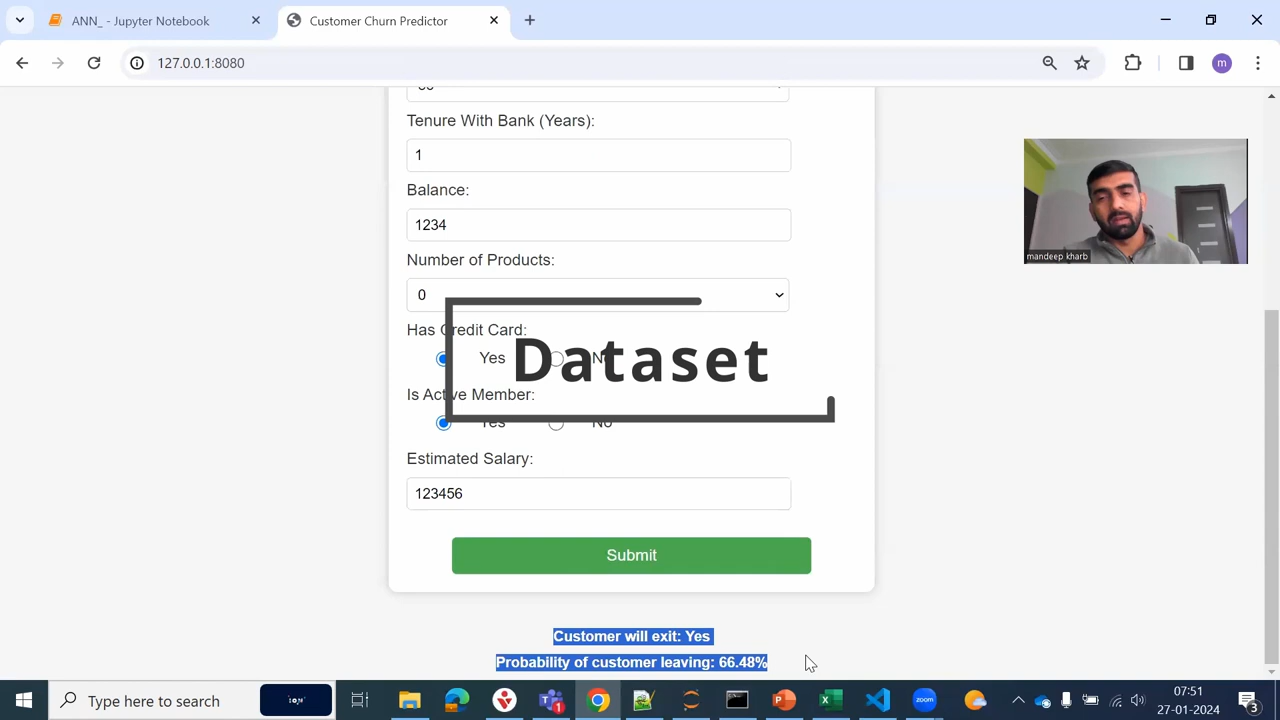 ANN_ - Jupyter Notebook
Customer Churn Predictor
127.0.0.1:8080
m
Tenure With Bank (Years):
1
Balance:
1234
Number of Products:
0
Has Credit Card:
Yes
No
Dataset
Is Active Member:
Yes
No
Estimated Salary:
123456
Submit
Customer will exit: Yes
Probability of customer leaving: 66.48%
mandeep kharb
Type here to search
zoom
07:51
27-01-2024
3